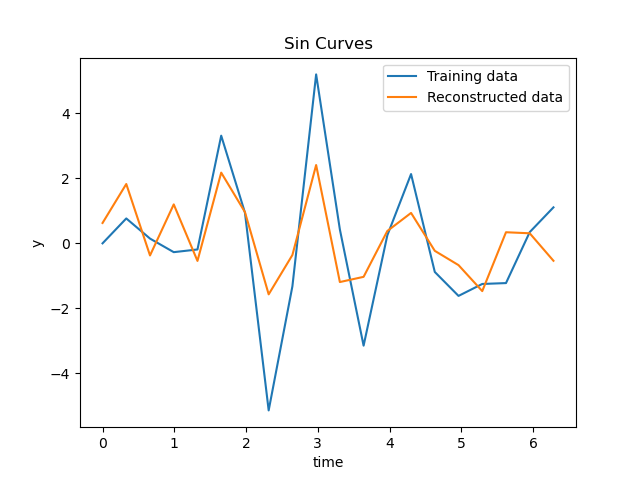 Sin Curves
Training data
Reconstructed data
y
4
2
0
−2
−4
0 1 2 3 4 5 6
time